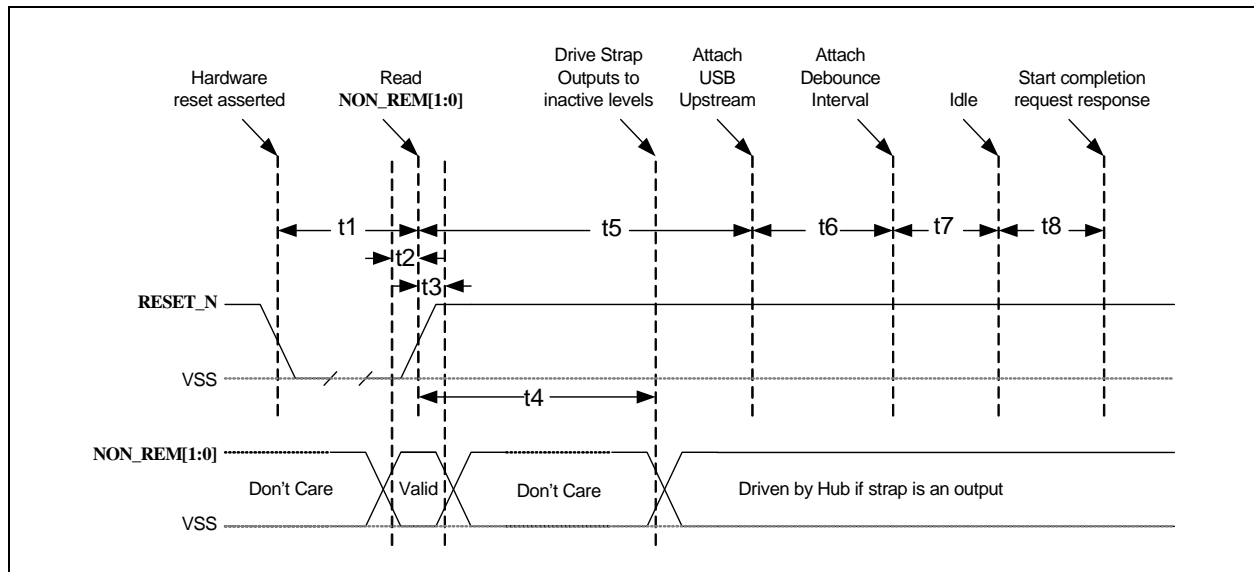 Hardware
reset asserted
Read
NON_REM[1:0]
Drive Strap
Outputs to
inactive levels
Attach
USB
Upstream
Attach
Debounce
Interval
Idle
Start completion
request response
t1
t5
t6
t7
t8
t2
t3
RESET_N
VSS
t4
NON_REM[1:0]
Don't Care
Valid
Don't Care
Driven by Hub if strap is an output
VSS